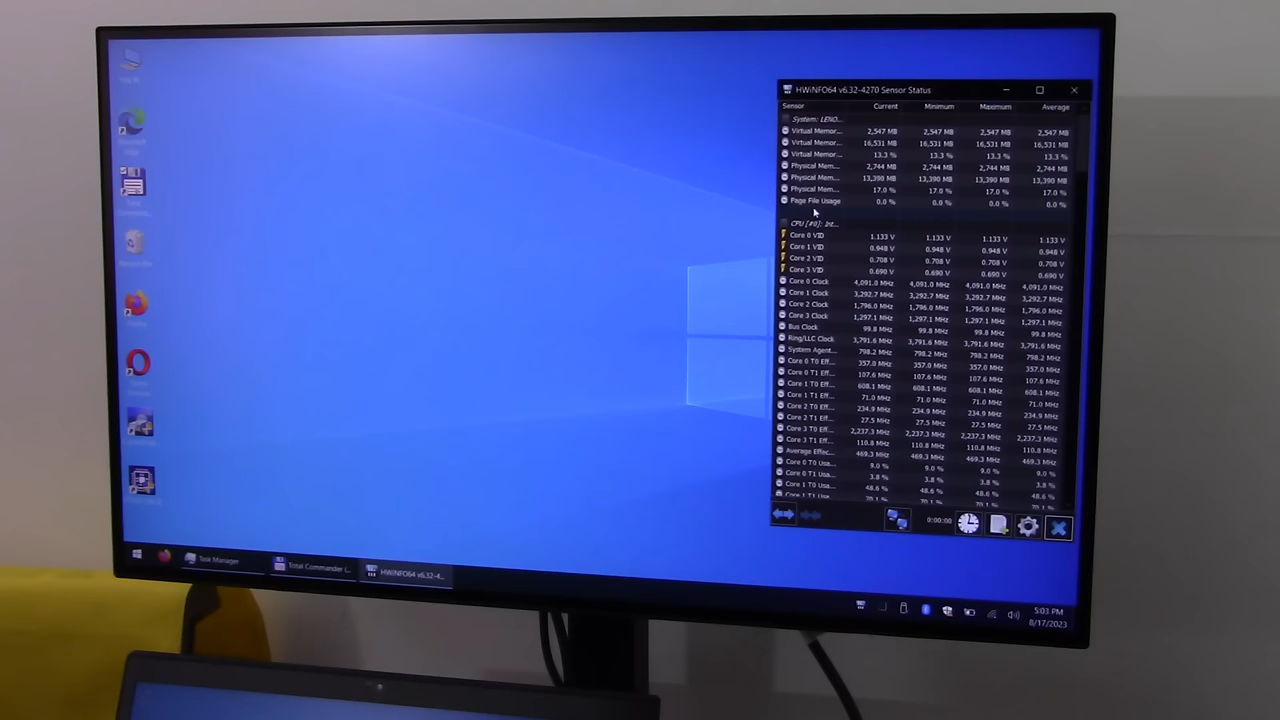 HWiNFO64 v6.32-4270 Sensor Status
Sensor Current Minimum Maximum Average
System: LENO...
Virtual Memor... 2,547 MB 2,547 MB 2,547 MB 2,547 MB
Virtual Memor... 16,531 MB 16,531 MB 16,531 MB 16,531 MB
Virtual Memor... 13.3 % 13.3 % 13.3 % 13.3 %
Physical Mem... 2,744 MB 2,744 MB 2,744 MB 2,744 MB
Physical Mem... 13,390 MB 13,390 MB 13,390 MB 13,390 MB
Physical Mem... 17.0 % 17.0 % 17.0 % 17.0 %
Page File Usage 0.0 % 0.0 % 0.0 % 0.0 %
CPU [#0]: Int...
Core 0 VID 1.133 V 1.133 V 1.133 V 1.133 V
Core 1 VID 0.948 V 0.948 V 0.948 V 0.948 V
Core 2 VID 0.708 V 0.708 V 0.708 V 0.708 V
Core 3 VID 0.690 V 0.690 V 0.690 V 0.690 V
Core 0 Clock 4,091.0 MHz 4,091.0 MHz 4,091.0 MHz 4,091.0 MHz
Core 1 Clock 3,292.7 MHz 3,292.7 MHz 3,292.7 MHz 3,292.7 MHz
Core 2 Clock 1,796.0 MHz 1,796.0 MHz 1,796.0 MHz 1,796.0 MHz
Core 3 Clock 1,297.1 MHz 1,297.1 MHz 1,297.1 MHz 1,297.1 MHz
Bus Clock 99.8 MHz 99.8 MHz 99.8 MHz 99.8 MHz
Ring/LLC Clock 3,791.6 MHz 3,791.6 MHz 3,791.6 MHz 3,791.6 MHz
System Agent... 798.2 MHz 798.2 MHz 798.2 MHz 798.2 MHz
Core 0 T0 Eff... 357.0 MHz 357.0 MHz 357.0 MHz 357.0 MHz
Core 0 T1 Eff... 107.6 MHz 107.6 MHz 107.6 MHz 107.6 MHz
Core 1 T0 Eff... 608.1 MHz 608.1 MHz 608.1 MHz 608.1 MHz
Core 1 T1 Eff... 71.0 MHz 71.0 MHz 71.0 MHz 71.0 MHz
Core 2 T0 Eff... 234.9 MHz 234.9 MHz 234.9 MHz 234.9 MHz
Core 2 T1 Eff... 27.5 MHz 27.5 MHz 27.5 MHz 27.5 MHz
Core 3 T0 Eff... 2,237.3 MHz 2,237.3 MHz 2,237.3 MHz 2,237.3 MHz
Core 3 T1 Eff... 110.8 MHz 110.8 MHz 110.8 MHz 110.8 MHz
Average Effec... 469.3 MHz 469.3 MHz 469.3 MHz 469.3 MHz
Core 0 T0 Usa... 9.0 % 9.0 % 9.0 % 9.0 %
Core 0 T1 Usa... 3.8 % 3.8 % 3.8 % 3.8 %
Core 1 T0 Usa... 48.6 % 48.6 % 48.6 % 48.6 %
Core 1 T1 Usa... 70.1 % 70.1 % 70.1 % 70.1 %
0:00:00
Task Manager
Total Commander (...
HWiNFO64 v6.32-4...
5:03 PM
8/17/2023